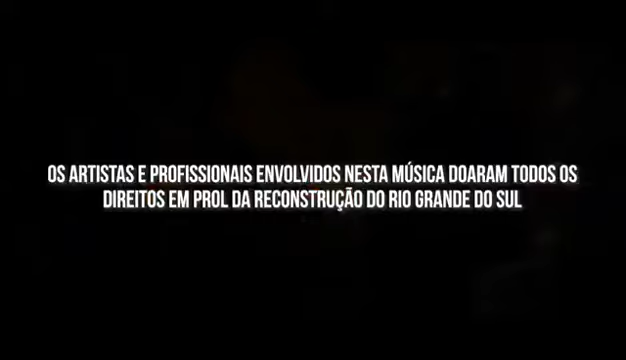 OS ARTISTAS E PROFISSIONAIS ENVOLVIDOS NESTA MÚSICA DOARAM TODOS OS
DIREITOS EM PROL DA RECONSTRUÇÃO DO RIO GRANDE DO SUL